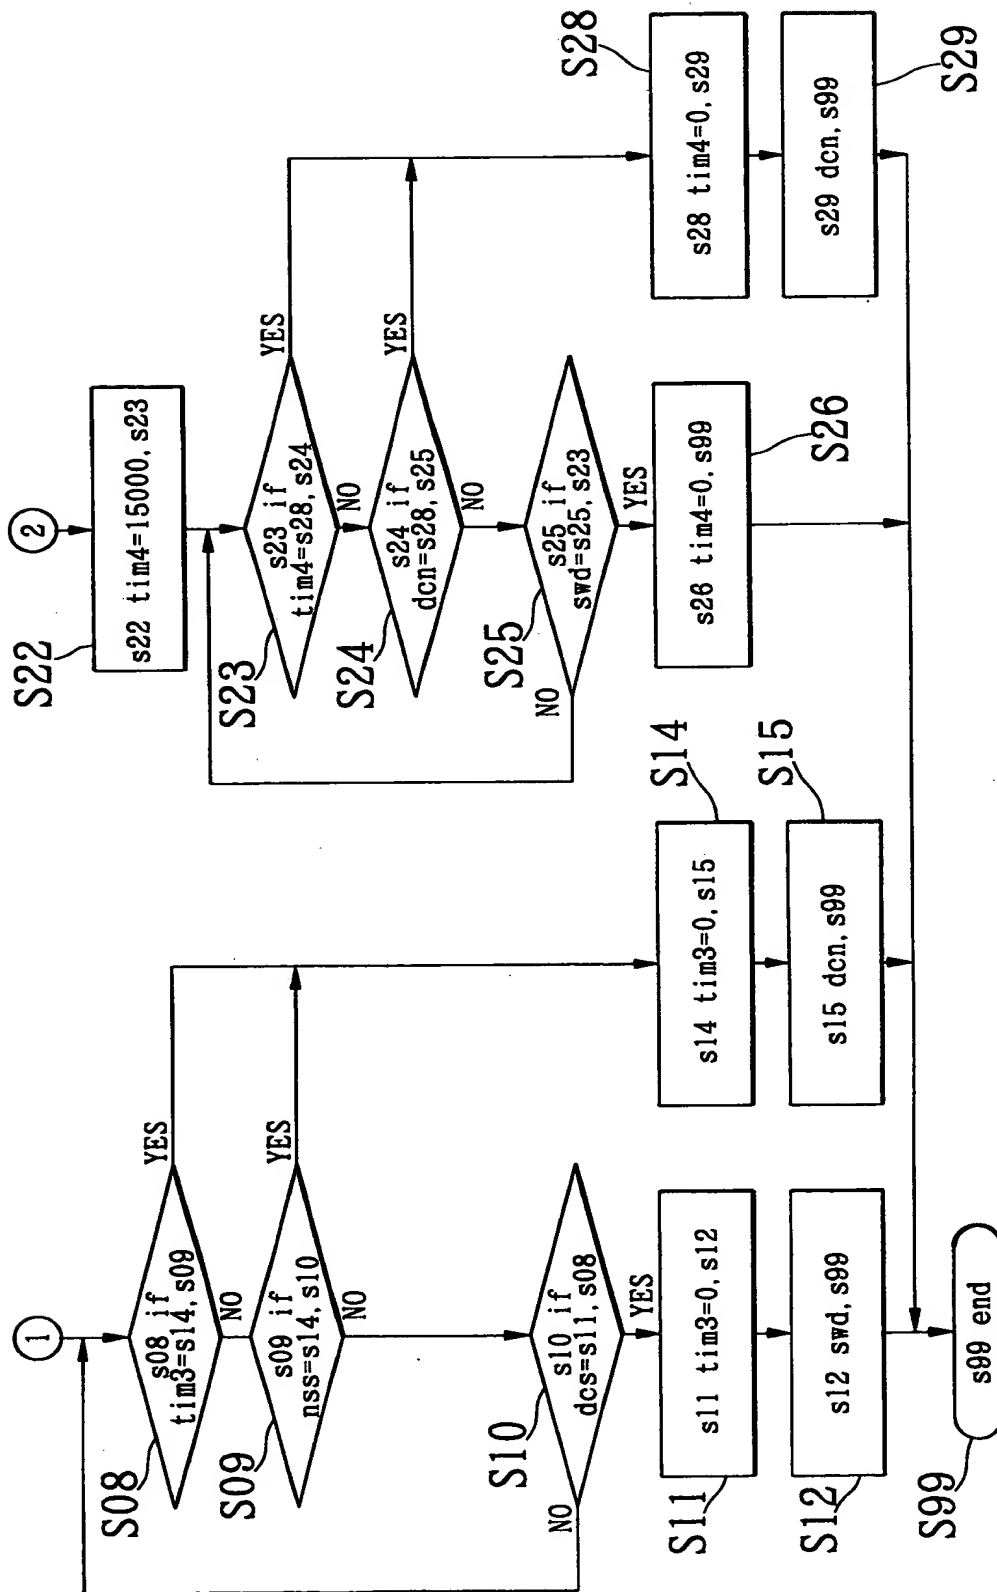 1
S08
s08 if
tim3=s14, s09
YES
NO
S09
s09 if
nss=s14, s10
YES
NO
S10
s10 if
dcs=s11, s08
NO
YES
S11
s11 tim3=0, s12
S12
s12 swd, s99
S99
s99 end
S14
s14 tim3=0, s15
S15
s15 dcn, s99
2
S22
s22 tim4=15000, s23
S23
s23 if
tim4=s28, s24
YES
NO
S24
s24 if
dcn=s28, s25
YES
NO
S25
s25 if
swd=s25, s23
NO
YES
S26
s26 tim4=0, s99
S28
s28 tim4=0, s29
S29
s29 dcn, s99